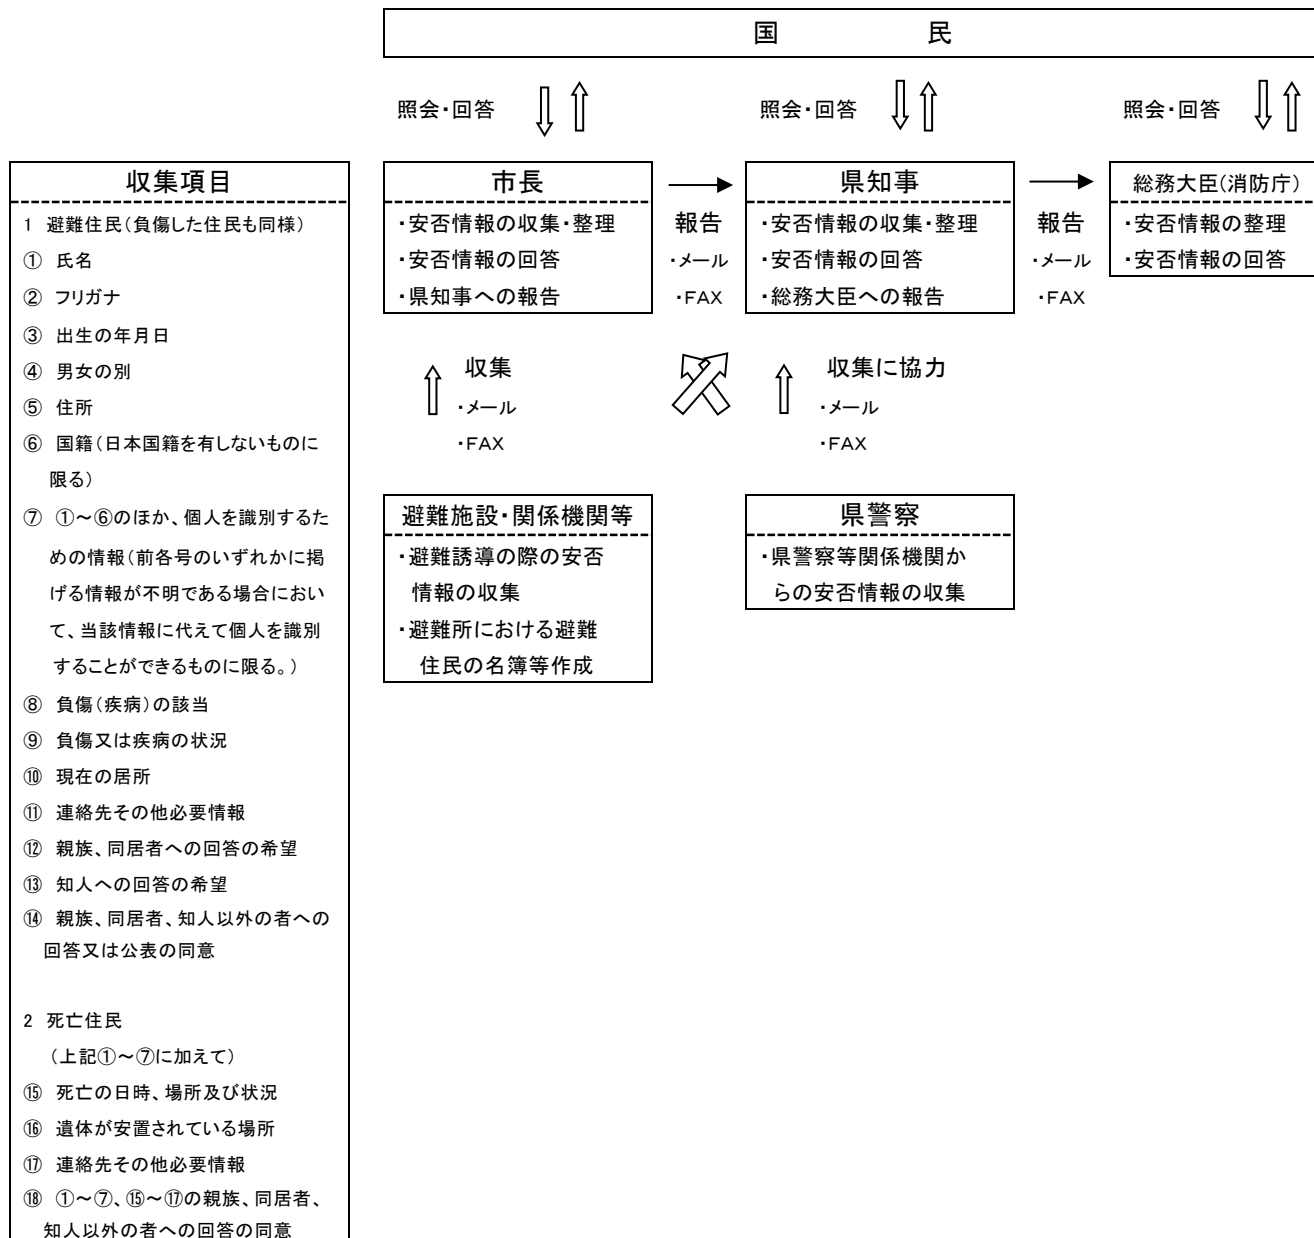 国　民
照会・回答
照会・回答
照会・回答
収集項目
1 避難住民（負傷した住民も同様）
① 氏名
② フリガナ
③ 出生の年月日
④ 男女の別
⑤ 住所
⑥ 国籍（日本国籍を有しないものに
限る）
⑦ ①～⑥のほか、個人を識別するた
めの情報（前各号のいずれかに掲
げる情報が不明である場合におい
て、当該情報に代えて個人を識別
することができるものに限る。）
⑧ 負傷（疾病）の該当
⑨ 負傷又は疾病の状況
⑩ 現在の居所
⑪ 連絡先その他必要情報
⑫ 親族、同居者への回答の希望
⑬ 知人への回答の希望
⑭ 親族、同居者、知人以外の者への
回答又は公表の同意
2 死亡住民
（上記①～⑦に加えて）
⑮ 死亡の日時、場所及び状況
⑯ 遺体が安置されている場所
⑰ 連絡先その他必要情報
⑱ ①～⑦、⑮～⑰の親族、同居者、
知人以外の者への回答の同意
市長
・安否情報の収集・整理
・安否情報の回答
・県知事への報告
報告
・メール
・FAX
県知事
・安否情報の収集・整理
・安否情報の回答
・総務大臣への報告
報告
・メール
・FAX
総務大臣(消防庁)
・安否情報の整理
・安否情報の回答
収集
・メール
・FAX
収集に協力
・メール
・FAX
避難施設・関係機関等
・避難誘導の際の安否
情報の収集
・避難所における避難
住民の名簿等作成
県警察
・県警察等関係機関か
らの安否情報の収集